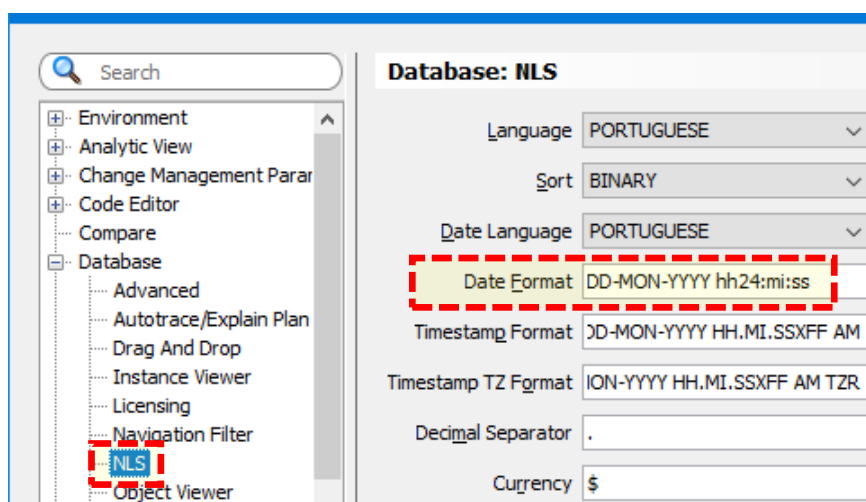 Search
Environment
Analytic View
Change Management Parar
Code Editor
Compare
Database
Advanced
Autotrace/Explain Plan
Drag And Drop
Instance Viewer
Licensing
Navigation Filter
NLS
Object Viewer
Database: NLS
Language PORTUGUESE
Sort BINARY
Date Language PORTUGUESE
Date Format DD-MON-YYYY hh24:mi:ss
Timestamp Format DD-MON-YYYY HH.MI.SSXFF AM
Timestamp TZ Format ION-YYYY HH.MI.SSXFF AM TZR
Decimal Separator .
Currency $